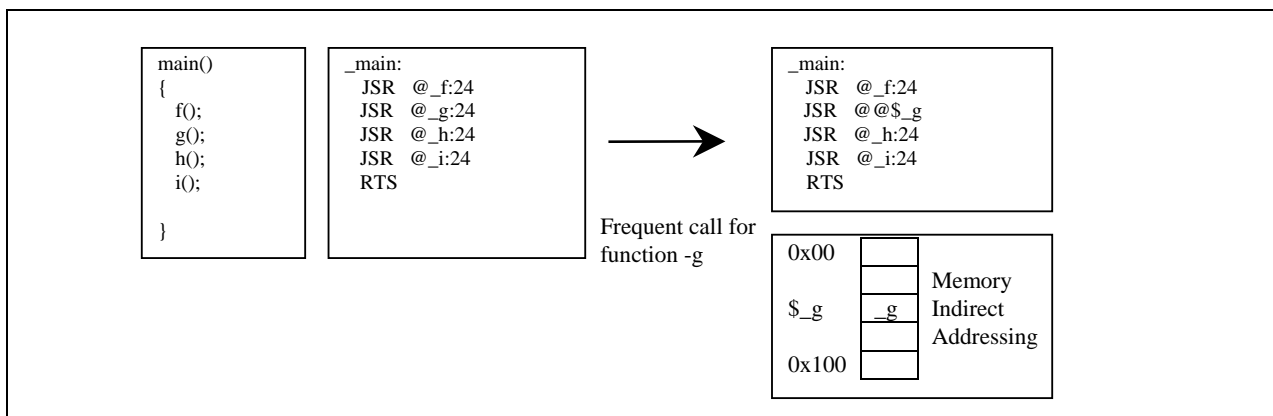 main()
{
f();
g();
h();
i();
}
_main:
JSR @_f:24
JSR @_g:24
JSR @_h:24
JSR @_i:24
RTS
Frequent call for
function -g
_main:
JSR @_f:24
JSR @@$_g
JSR @_h:24
JSR @_i:24
RTS
0x00
$_g
0x100
_g
Memory
Indirect
Addressing